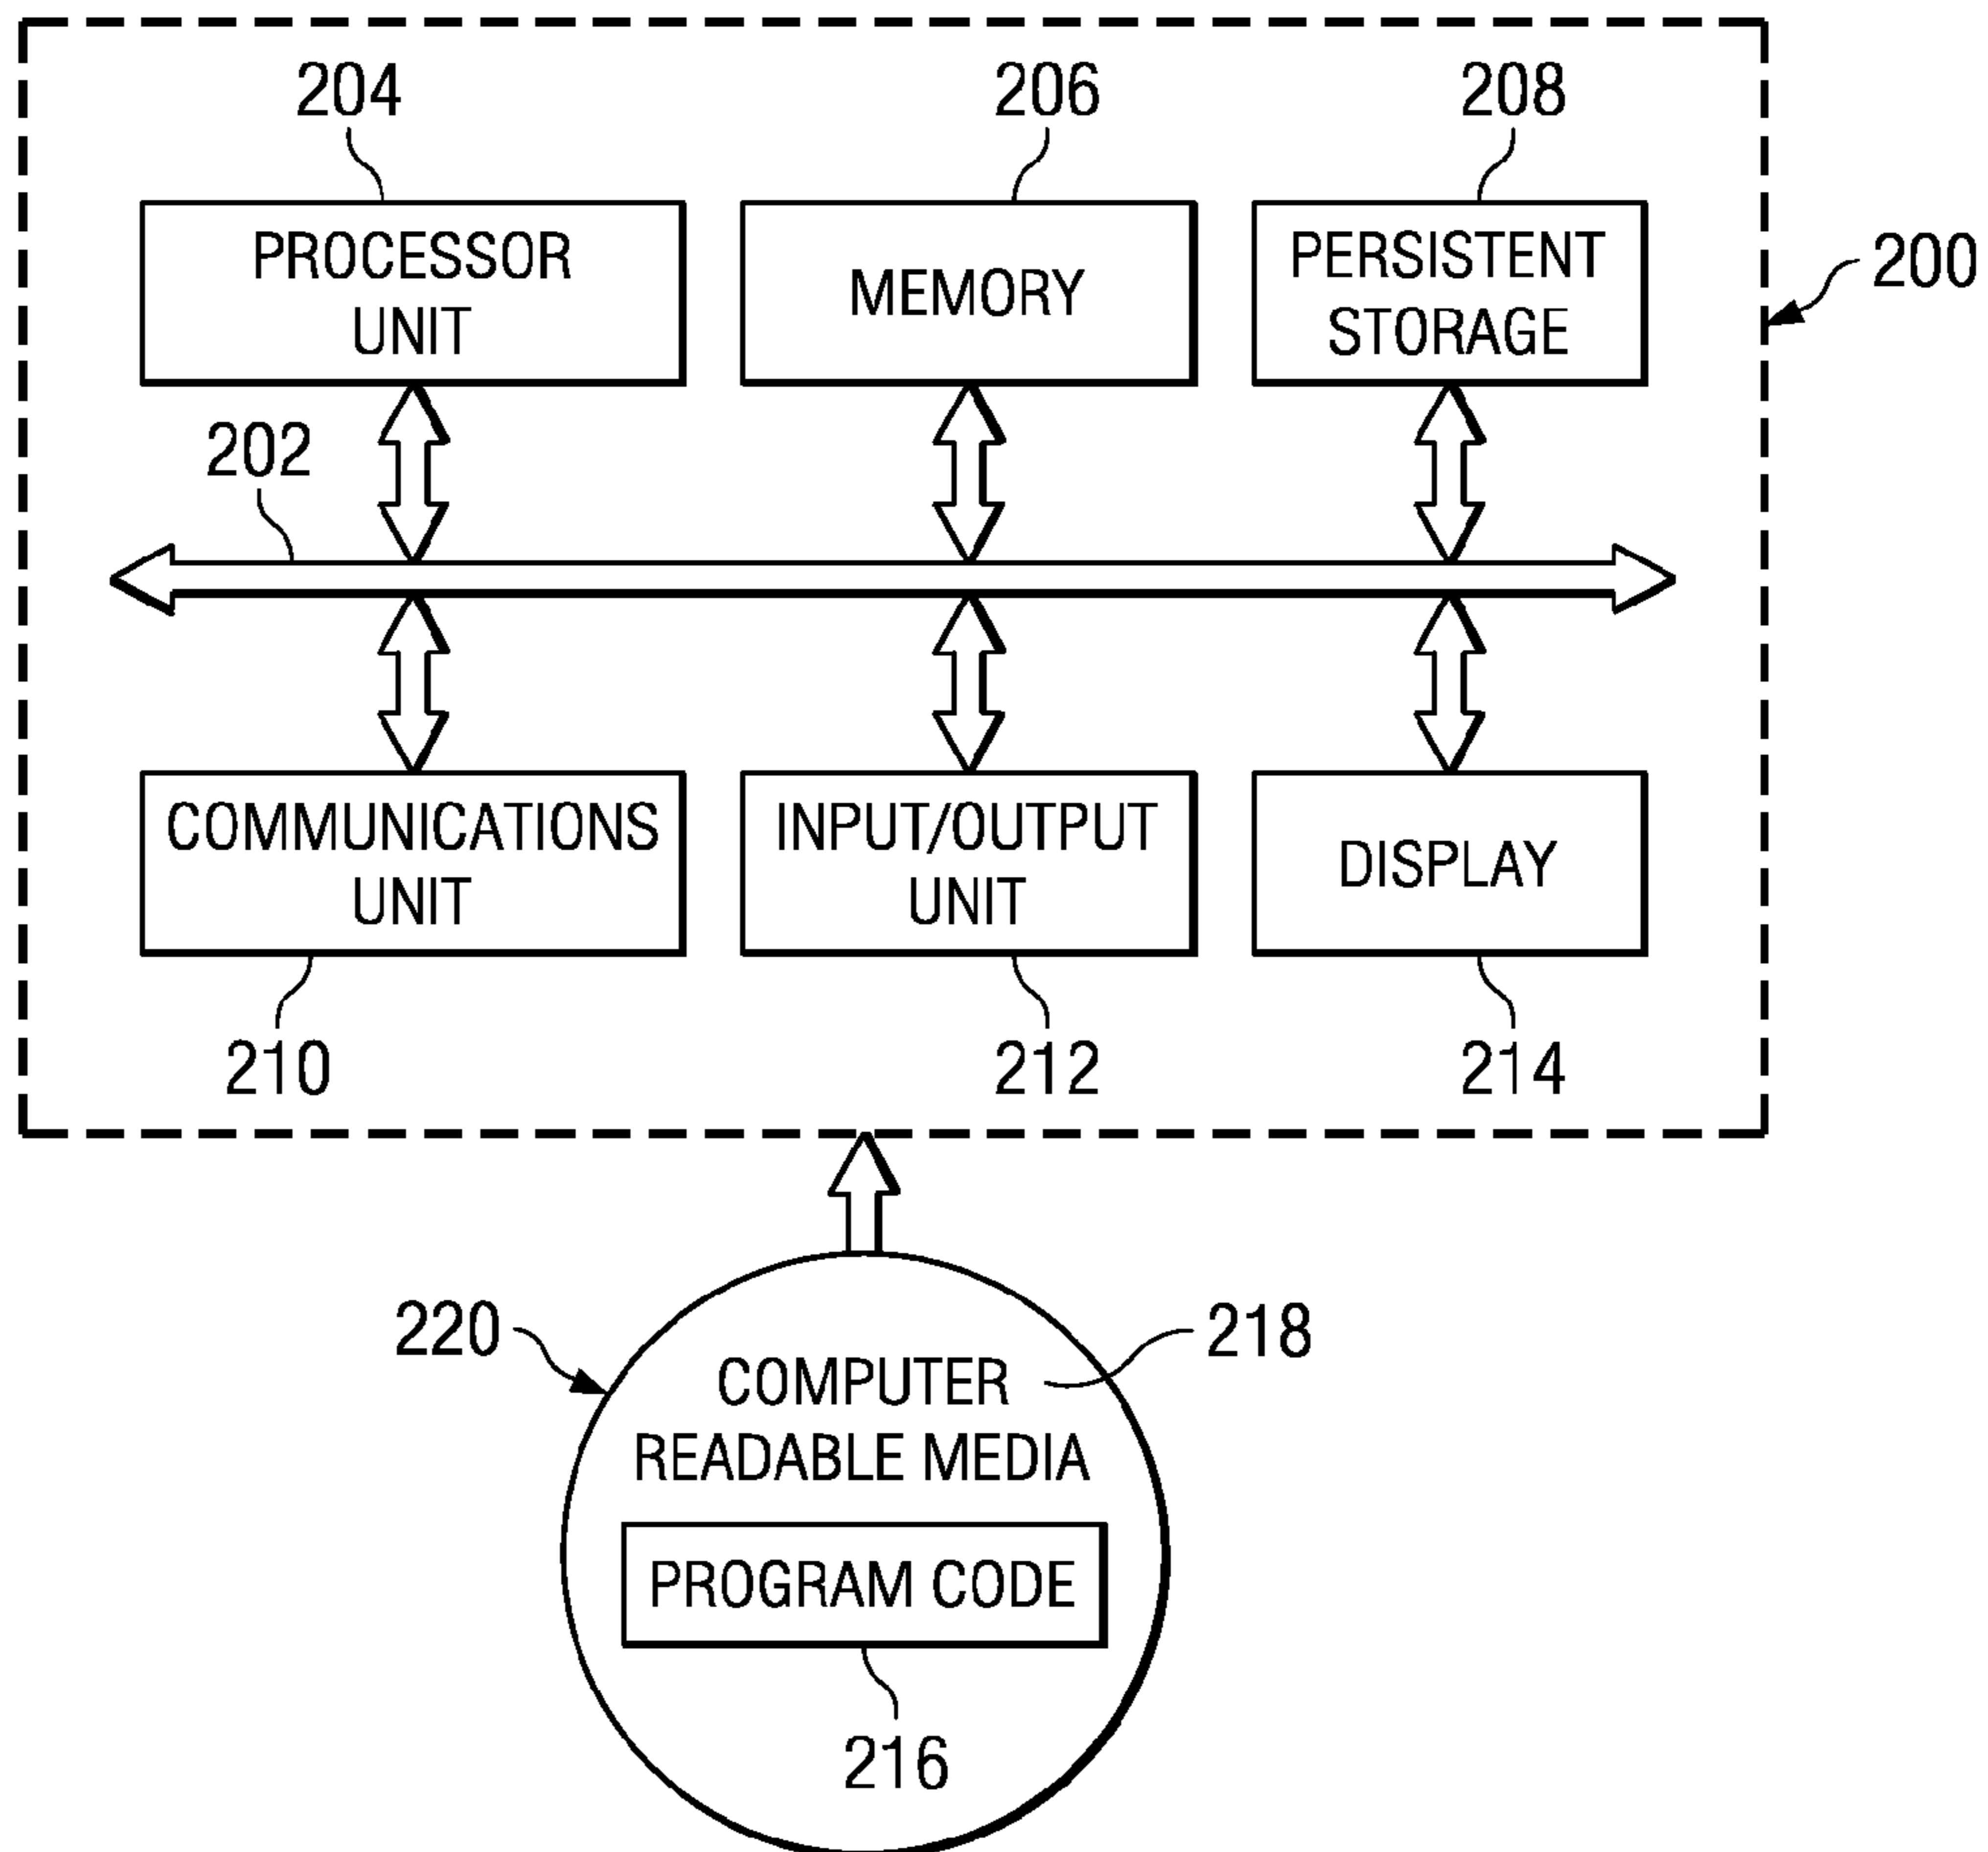 204
206
208
PROCESSOR
UNIT
MEMORY
PERSISTENT
STORAGE
200
202
COMMUNICATIONS
UNIT
INPUT/OUTPUT
UNIT
DISPLAY
210
212
214
220
218
COMPUTER
READABLE MEDIA
PROGRAM CODE
216